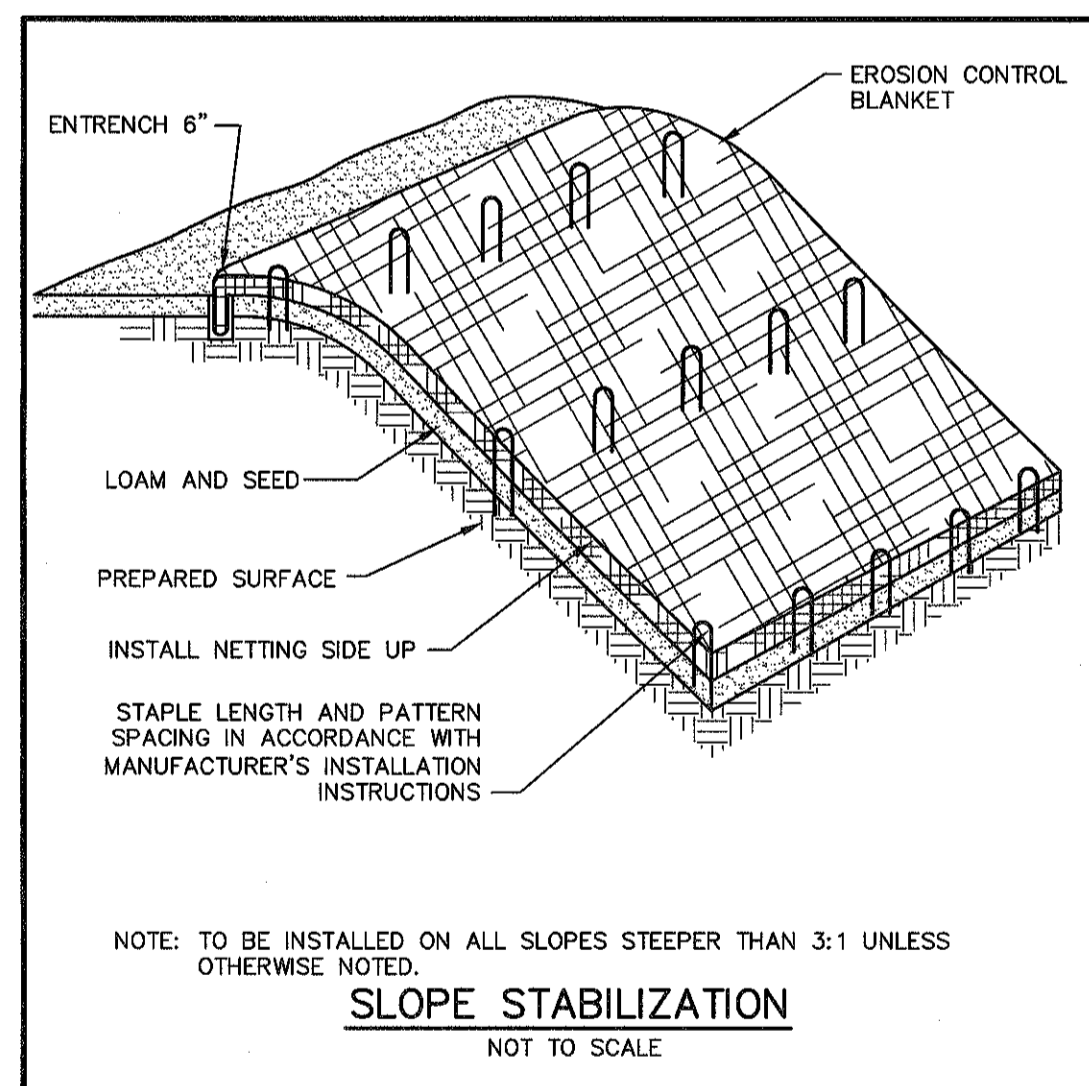 EROSION CONTROL
BLANKET
ENTRENCH 6"
LOAM AND SEED
PREPARED SURFACE
INSTALL NETTING SIDE UP
STAPLE LENGTH AND PATTERN
SPACING IN ACCORDANCE WITH
MANUFACTURER'S INSTALLATION
INSTRUCTIONS
NOTE: TO BE INSTALLED ON ALL SLOPES STEEPER THAN 3:1 UNLESS
OTHERWISE NOTED.
SLOPE STABILIZATION
NOT TO SCALE